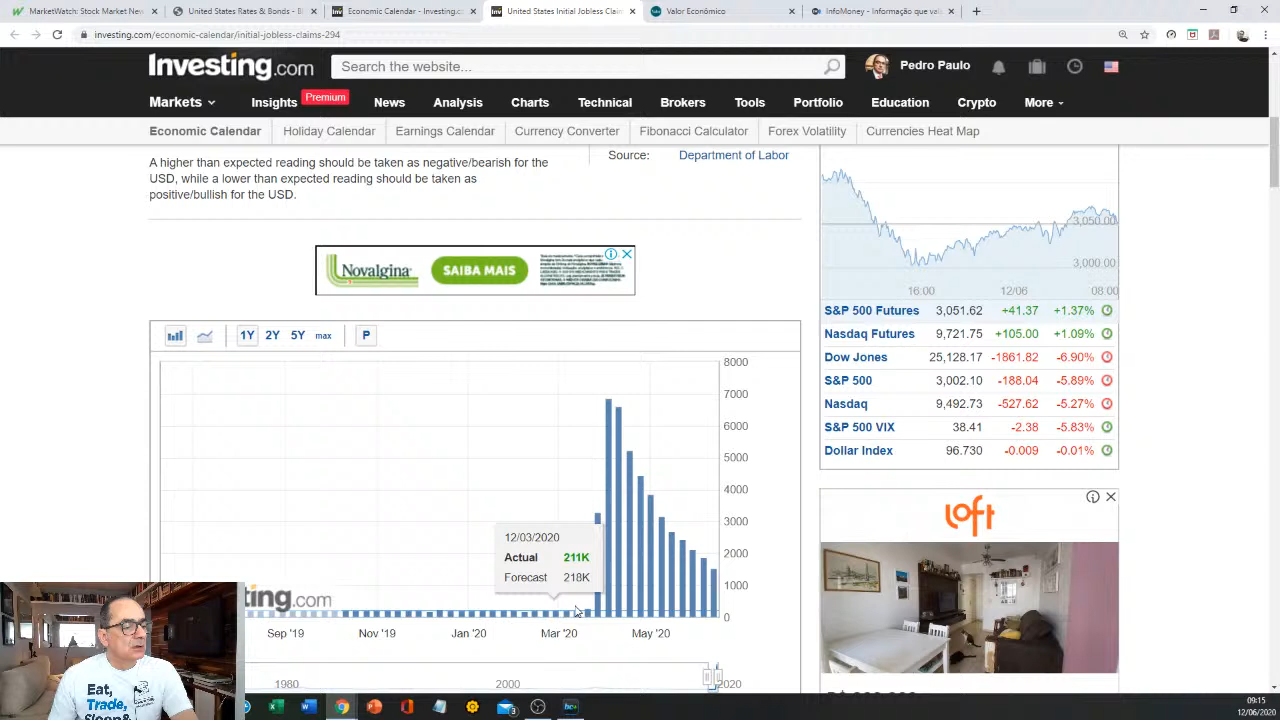 MarketWatch: Stock Market New
United States Rates & Bonds - Bl
Economic Calendar - Investing.c
United States Initial Jobless Clai
Valor Econômico
InfoMoney - Informação que val
investing.com/economic-calendar/initial-jobless-claims-294
Investing.com
Search the website...
Pedro Paulo
Markets
Insights
Premium
News
Analysis
Charts
Technical
Brokers
Tools
Portfolio
Education
Crypto
More
Economic Calendar
Holiday Calendar
Earnings Calendar
Currency Converter
Fibonacci Calculator
Forex Volatility
Currencies Heat Map
A higher than expected reading should be taken as negative/bearish for the
USD, while a lower than expected reading should be taken as
positive/bullish for the USD.
Source:
Department of Labor
Novalgina
SAIBA MAIS
1Y
2Y
5Y
max
P
8000
7000
6000
5000
4000
3000
2000
1000
0
12/03/2020
Actual 211K
Forecast 218K
ting.com
Sep '19
Nov '19
Jan '20
Mar '20
May '20
1980
2000
2020
3,050.00
3,000.00
16:00
12/06
08:00
S&P 500 Futures 3,051.62 +41.37 +1.37%
Nasdaq Futures 9,721.75 +105.00 +1.09%
Dow Jones 25,128.17 -1861.82 -6.90%
S&P 500 3,002.10 -188.04 -5.89%
Nasdaq 9,492.73 -527.62 -5.27%
S&P 500 VIX 38.41 -2.38 -5.83%
Dollar Index 96.730 -0.009 -0.01%
loft
Eat,
Trade,
09:15
12/06/2020